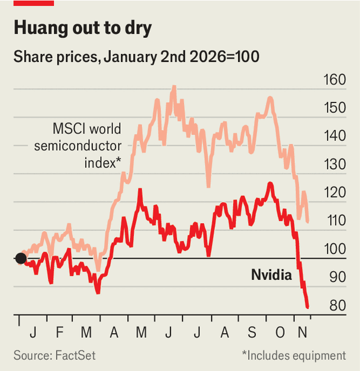 Huang out to dry
Share prices, January 2nd 2026=100
160
150
MSCI world
semiconductor
index*
140
130
120
110
100
Nvidia
90
80
J F M A M J J A S O N
Source: FactSet
*Includes equipment